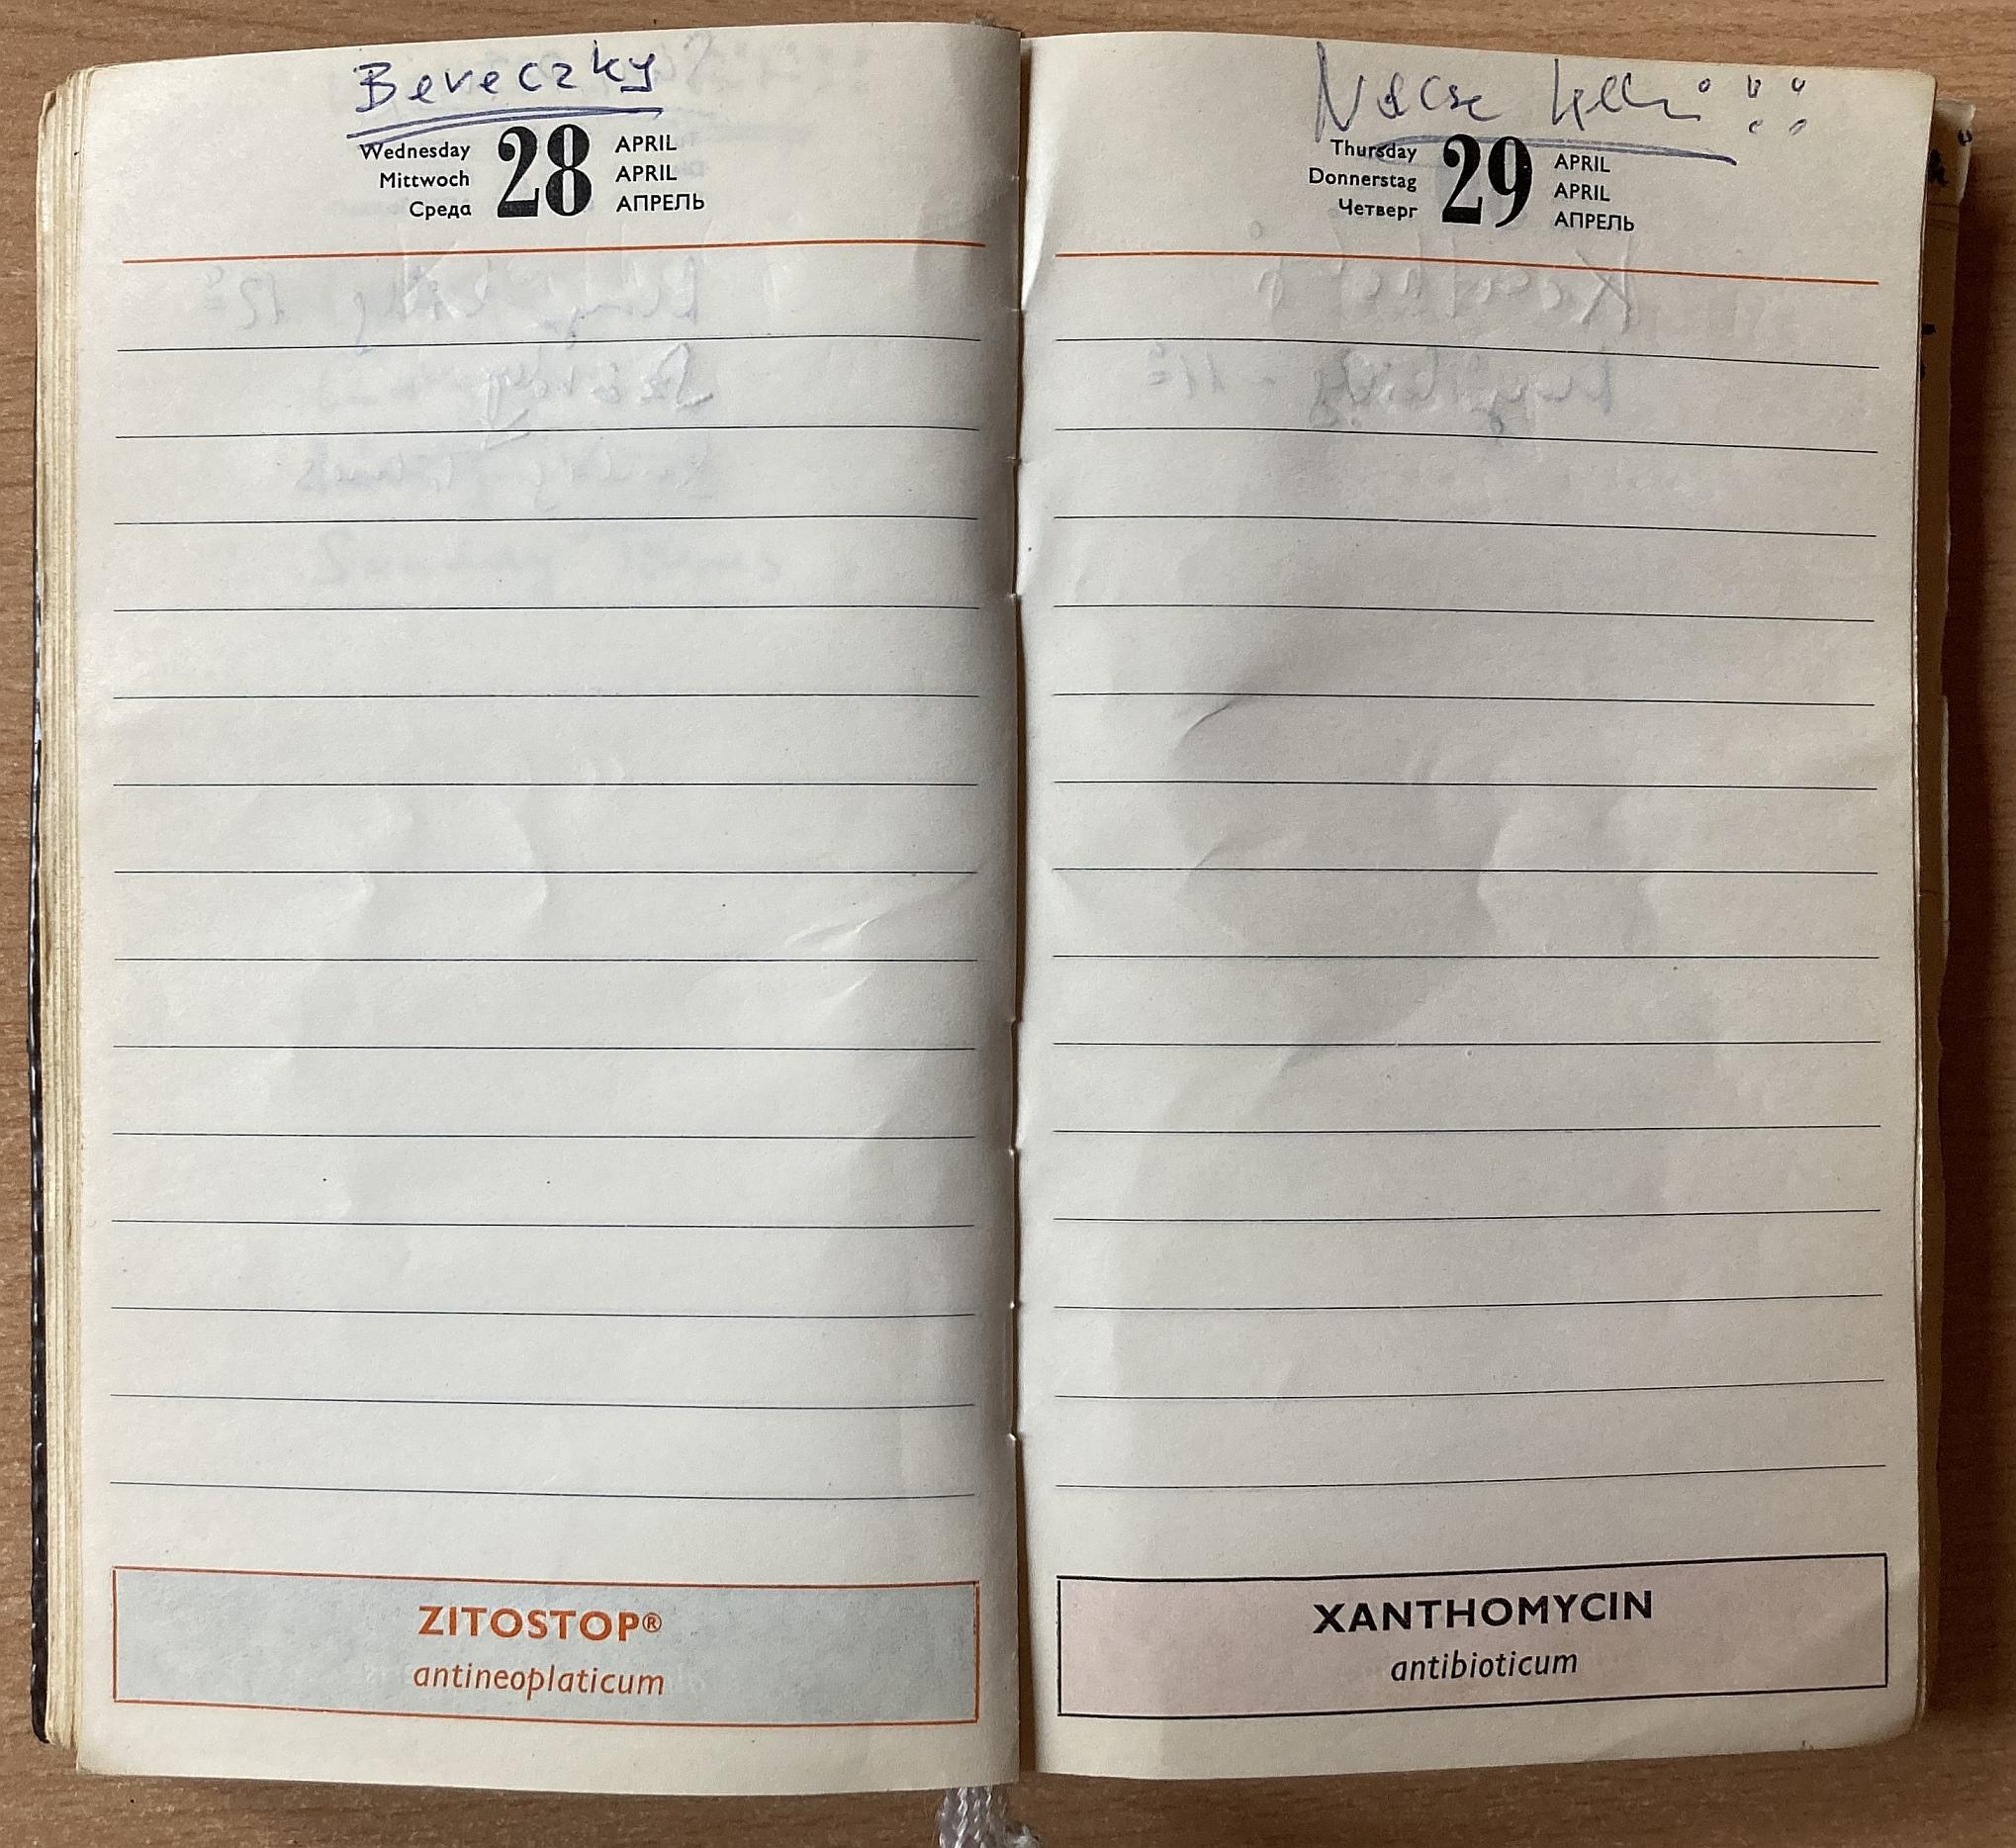 Bereczky
Wednesday 28 APRIL
Mittwoch APRIL
Среда АПРЕЛЬ
ZITOSTOP®
antineoplaticum
Thursday 29 APRIL
Donnerstag APRIL
Четверг АПРЕЛЬ
XANTHOMYCIN
antibioticum